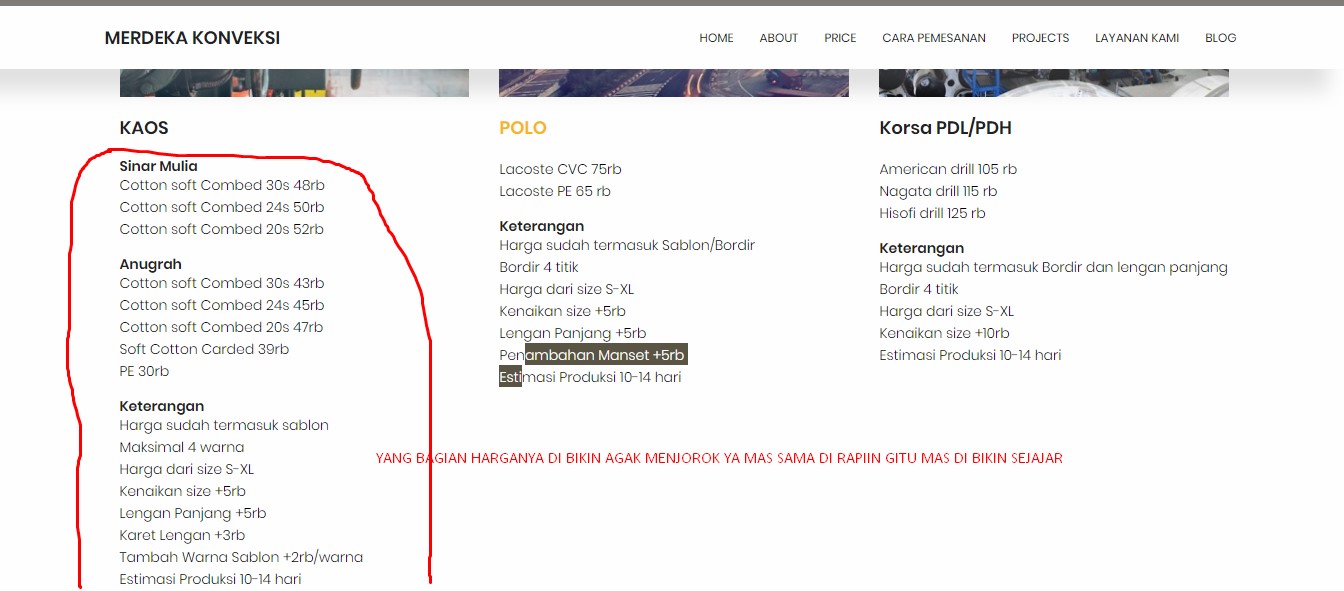 MERDEKA KONVEKSI
HOME ABOUT PRICE CARA PEMESANAN PROJECTS LAYANAN KAMI BLOG
KAOS
Sinar Mulia
Cotton soft Combed 30s 48rb
Cotton soft Combed 24s 50rb
Cotton soft Combed 20s 52rb
Anugrah
Cotton soft Combed 30s 43rb
Cotton soft Combed 24s 45rb
Cotton soft Combed 20s 47rb
Soft Cotton Carded 39rb
PE 30rb
Keterangan
Harga sudah termasuk sablon
Maksimal 4 warna
Harga dari size S-XL
Kenaikan size +5rb
Lengan Panjang +5rb
Karet Lengan +3rb
Tambah Warna Sablon +2rb/warna
Estimasi Produksi 10-14 hari
POLO
Lacoste CVC 75rb
Lacoste PE 65 rb
Keterangan
Harga sudah termasuk Sablon/Bordir
Bordir 4 titik
Harga dari size S-XL
Kenaikan size +5rb
Lengan Panjang +5rb
Penambahan Manset +5rb
Estimasi Produksi 10-14 hari
Korsa PDL/PDH
American drill 105 rb
Nagata drill 115 rb
Hisofi drill 125 rb
Keterangan
Harga sudah termasuk Bordir dan lengan panjang
Bordir 4 titik
Harga dari size S-XL
Kenaikan size +10rb
Estimasi Produksi 10-14 hari
YANG BAGIAN HARGANYA DI BIKIN AGAK MENJOROK YA MAS SAMA DI RAPIIN GITU MAS DI BIKIN SEJAJAR